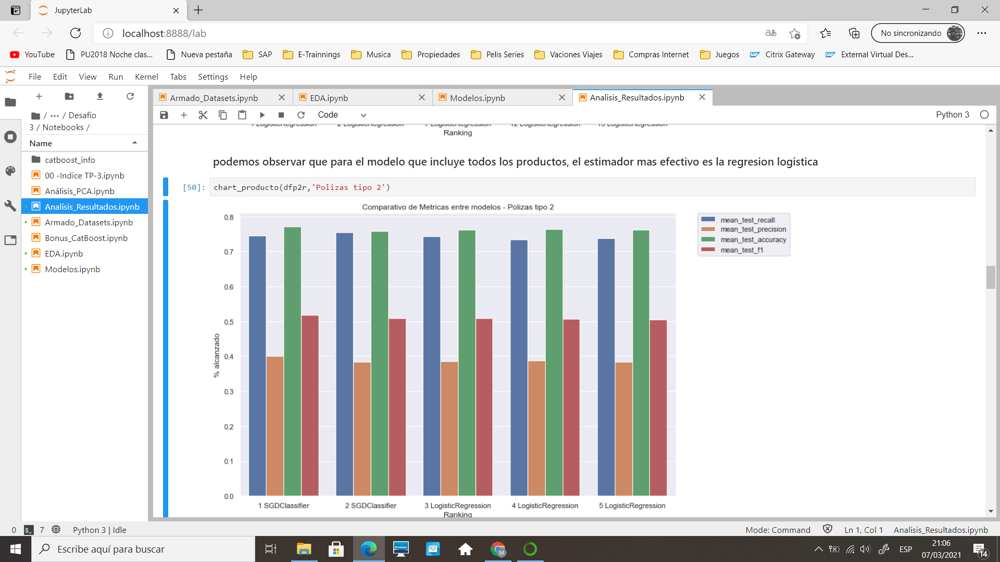 JupyterLab
localhost:8888/lab
No sincronizando
YouTube
PU2018 Noche clas...
Nueva pestaña
SAP
E-Trainnings
Musica
Propiedades
Pelis Series
Vaciones Viajes
Compras Internet
Juegos
Citrix Gateway
External Virtual Des...
File Edit View Run Kernel Tabs Settings Help
/ ··· / Desafio
3 / Notebooks /
Name
catboost_info
00 -Indice TP-3.ipynb
Análisis_PCA.ipynb
Analisis_Resultados.ipynb
Armado_Datasets.ipynb
Bonus_CatBoost.ipynb
EDA.ipynb
Modelos.ipynb
Armado_Datasets.ipynb
EDA.ipynb
Modelos.ipynb
Analisis_Resultados.ipynb
Code
Python 3
1 LogisticRegression 2 LogisticRegression 7 LogisticRegression 12 LogisticRegression
Ranking
podemos observar que para el modelo que incluye todos los productos, el estimador mas efectivo es la regresion logistica
[50]: chart_producto(dfp2r,'Polizas tipo 2')
Comparativo de Metricas entre modelos - Polizas tipo 2
0.8
0.7
0.6
0.5
0.4
0.3
0.2
0.1
0.0
% alcanzado
mean_test_recall
mean_test_precision
mean_test_accuracy
mean_test_f1
1 SGDClassifier
2 SGDClassifier
3 LogisticRegression
4 LogisticRegression
5 LogisticRegression
Ranking
0 $_ 7 Python 3 | Idle
Mode: Command
Ln 1, Col 1
Analisis_Resultados.ipynb
Escribe aquí para buscar
ESP
21:06
07/03/2021
14